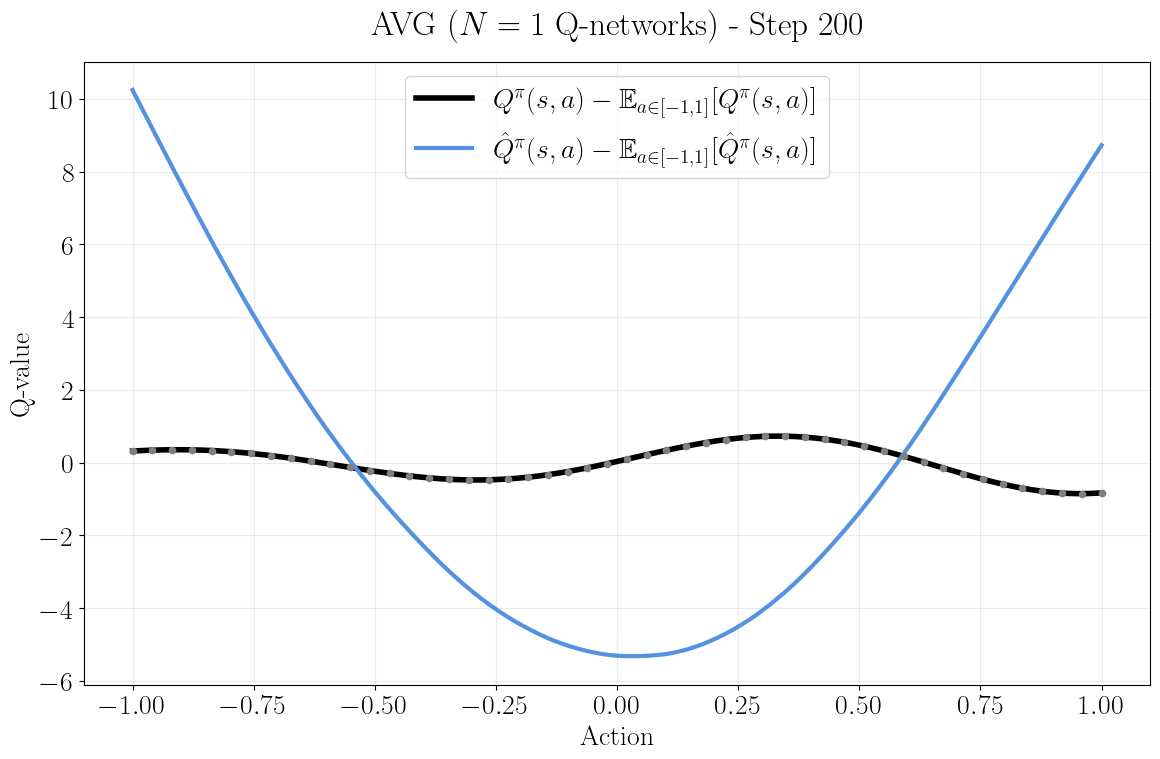 AVG (N = 1 Q-networks) - Step 200
Q^π(s, a) − 𝔼_{a∈[−1,1]}[Q^π(s, a)]
Q̂^π(s, a) − 𝔼_{a∈[−1,1]}[Q̂^π(s, a)]
10
8
6
4
2
0
−2
−4
−6
Q-value
−1.00 −0.75 −0.50 −0.25 0.00 0.25 0.50 0.75 1.00
Action